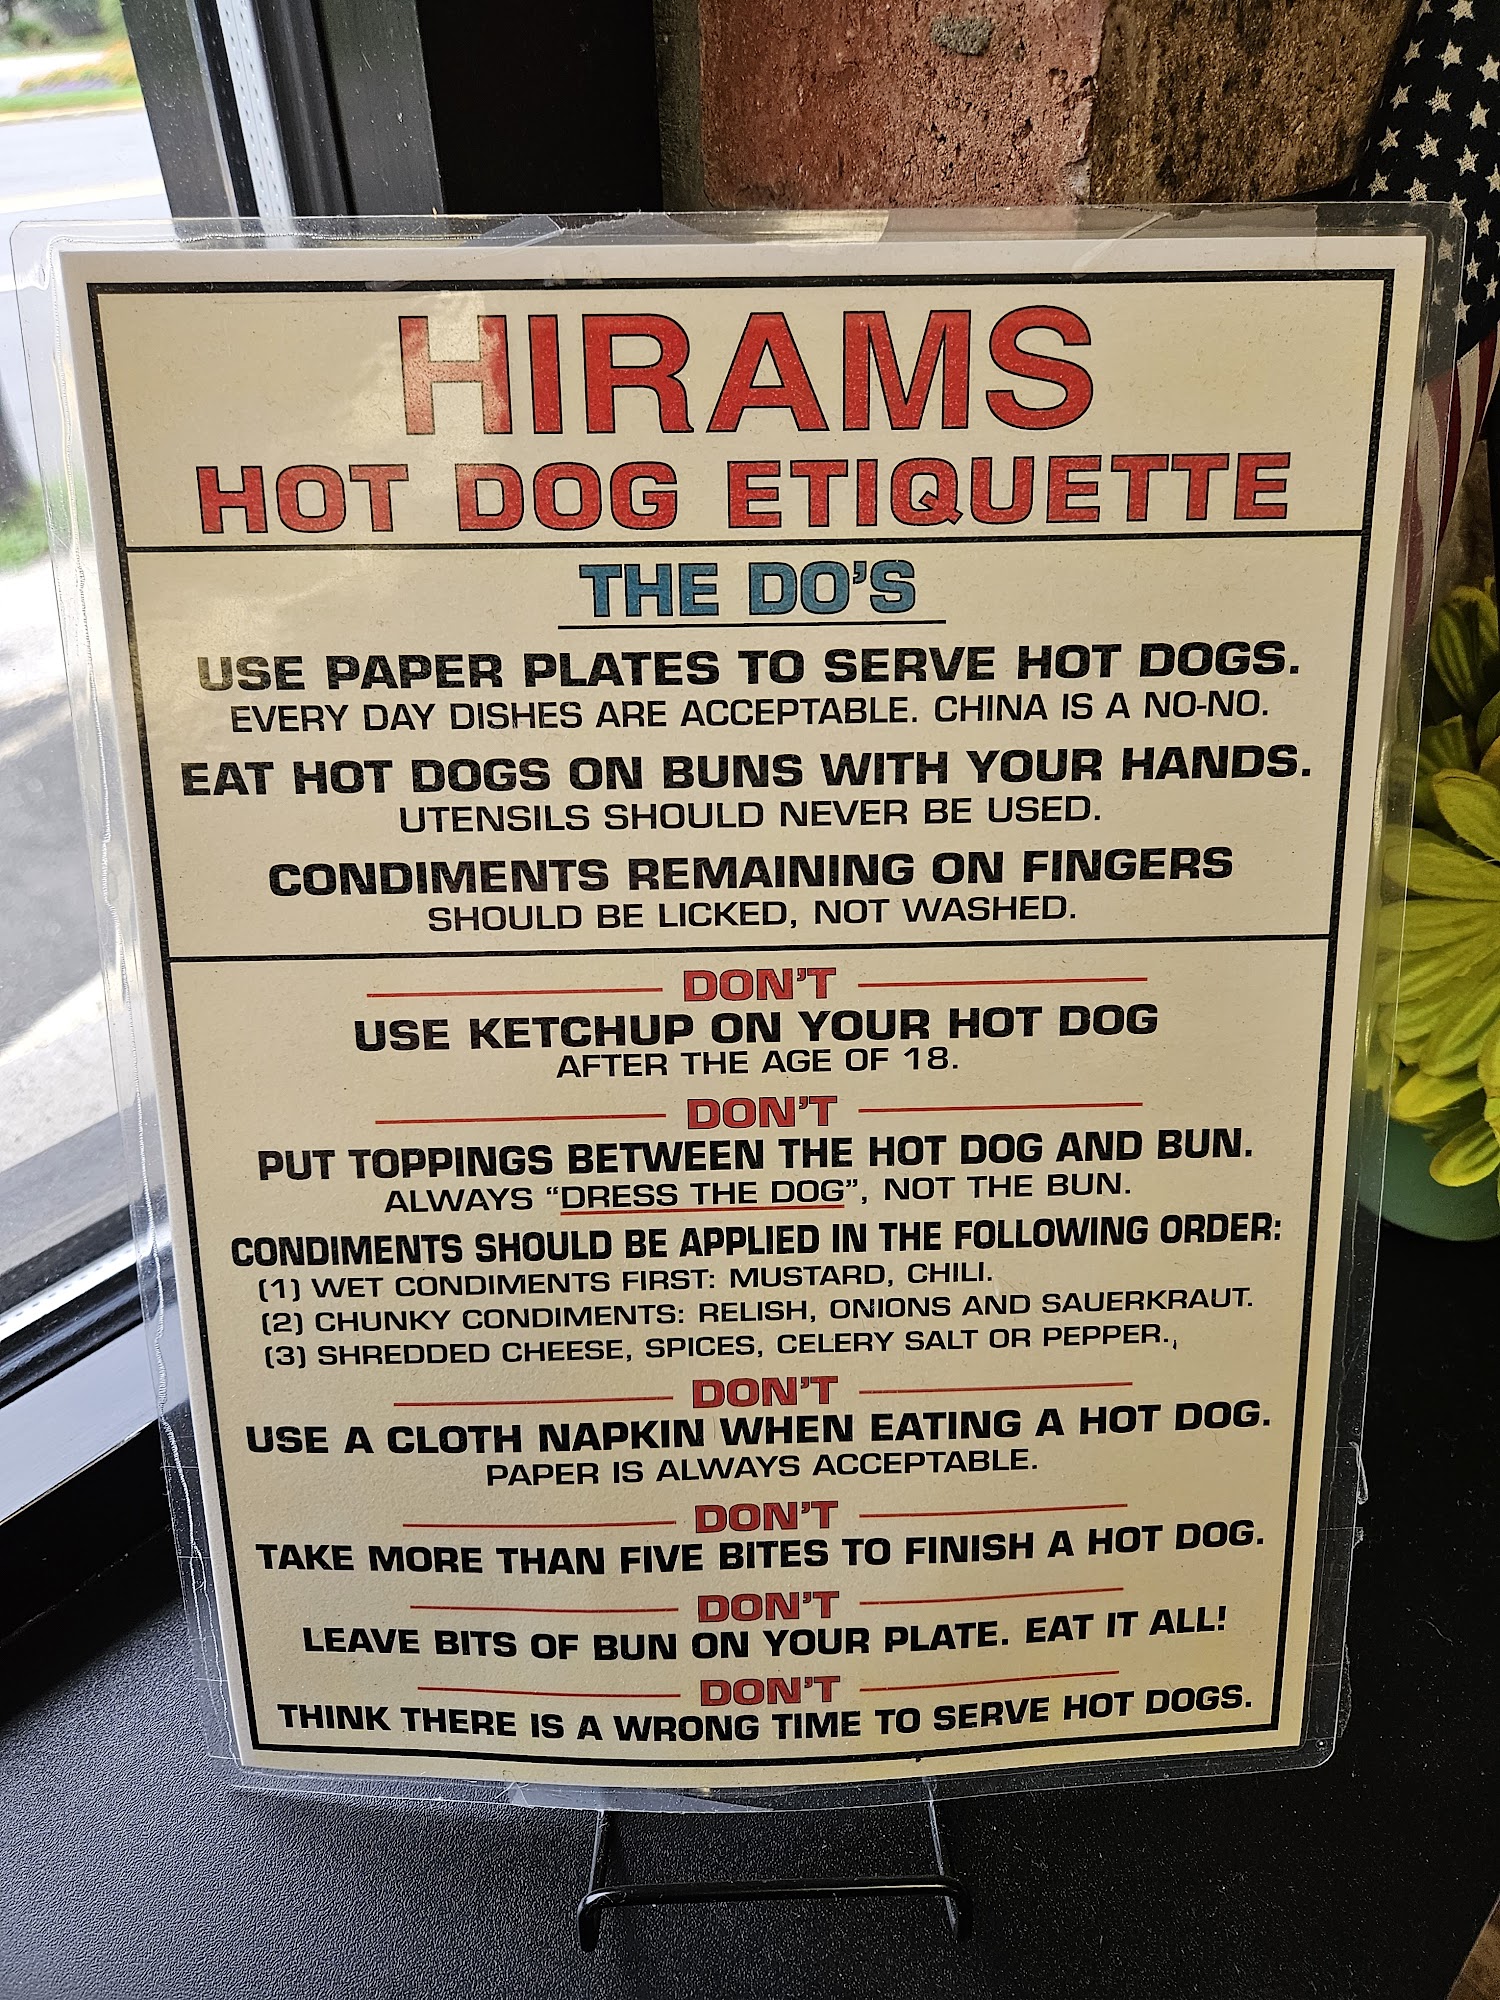 HIRAMS
HOT DOG ETIQUETTE
THE DO'S
USE PAPER PLATES TO SERVE HOT DOGS.
EVERY DAY DISHES ARE ACCEPTABLE. CHINA IS A NO-NO.
EAT HOT DOGS ON BUNS WITH YOUR HANDS.
UTENSILS SHOULD NEVER BE USED.
CONDIMENTS REMAINING ON FINGERS
SHOULD BE LICKED, NOT WASHED.
DON'T
USE KETCHUP ON YOUR HOT DOG
AFTER THE AGE OF 18.
DON'T
PUT TOPPINGS BETWEEN THE HOT DOG AND BUN.
ALWAYS “DRESS THE DOG”, NOT THE BUN.
CONDIMENTS SHOULD BE APPLIED IN THE FOLLOWING ORDER:
(1) WET CONDIMENTS FIRST: MUSTARD, CHILI.
(2) CHUNKY CONDIMENTS: RELISH, ONIONS AND SAUERKRAUT.
(3) SHREDDED CHEESE, SPICES, CELERY SALT OR PEPPER.,
DON'T
USE A CLOTH NAPKIN WHEN EATING A HOT DOG.
PAPER IS ALWAYS ACCEPTABLE.
DON'T
TAKE MORE THAN FIVE BITES TO FINISH A HOT DOG.
DON'T
LEAVE BITS OF BUN ON YOUR PLATE. EAT IT ALL!
DON'T
THINK THERE IS A WRONG TIME TO SERVE HOT DOGS.